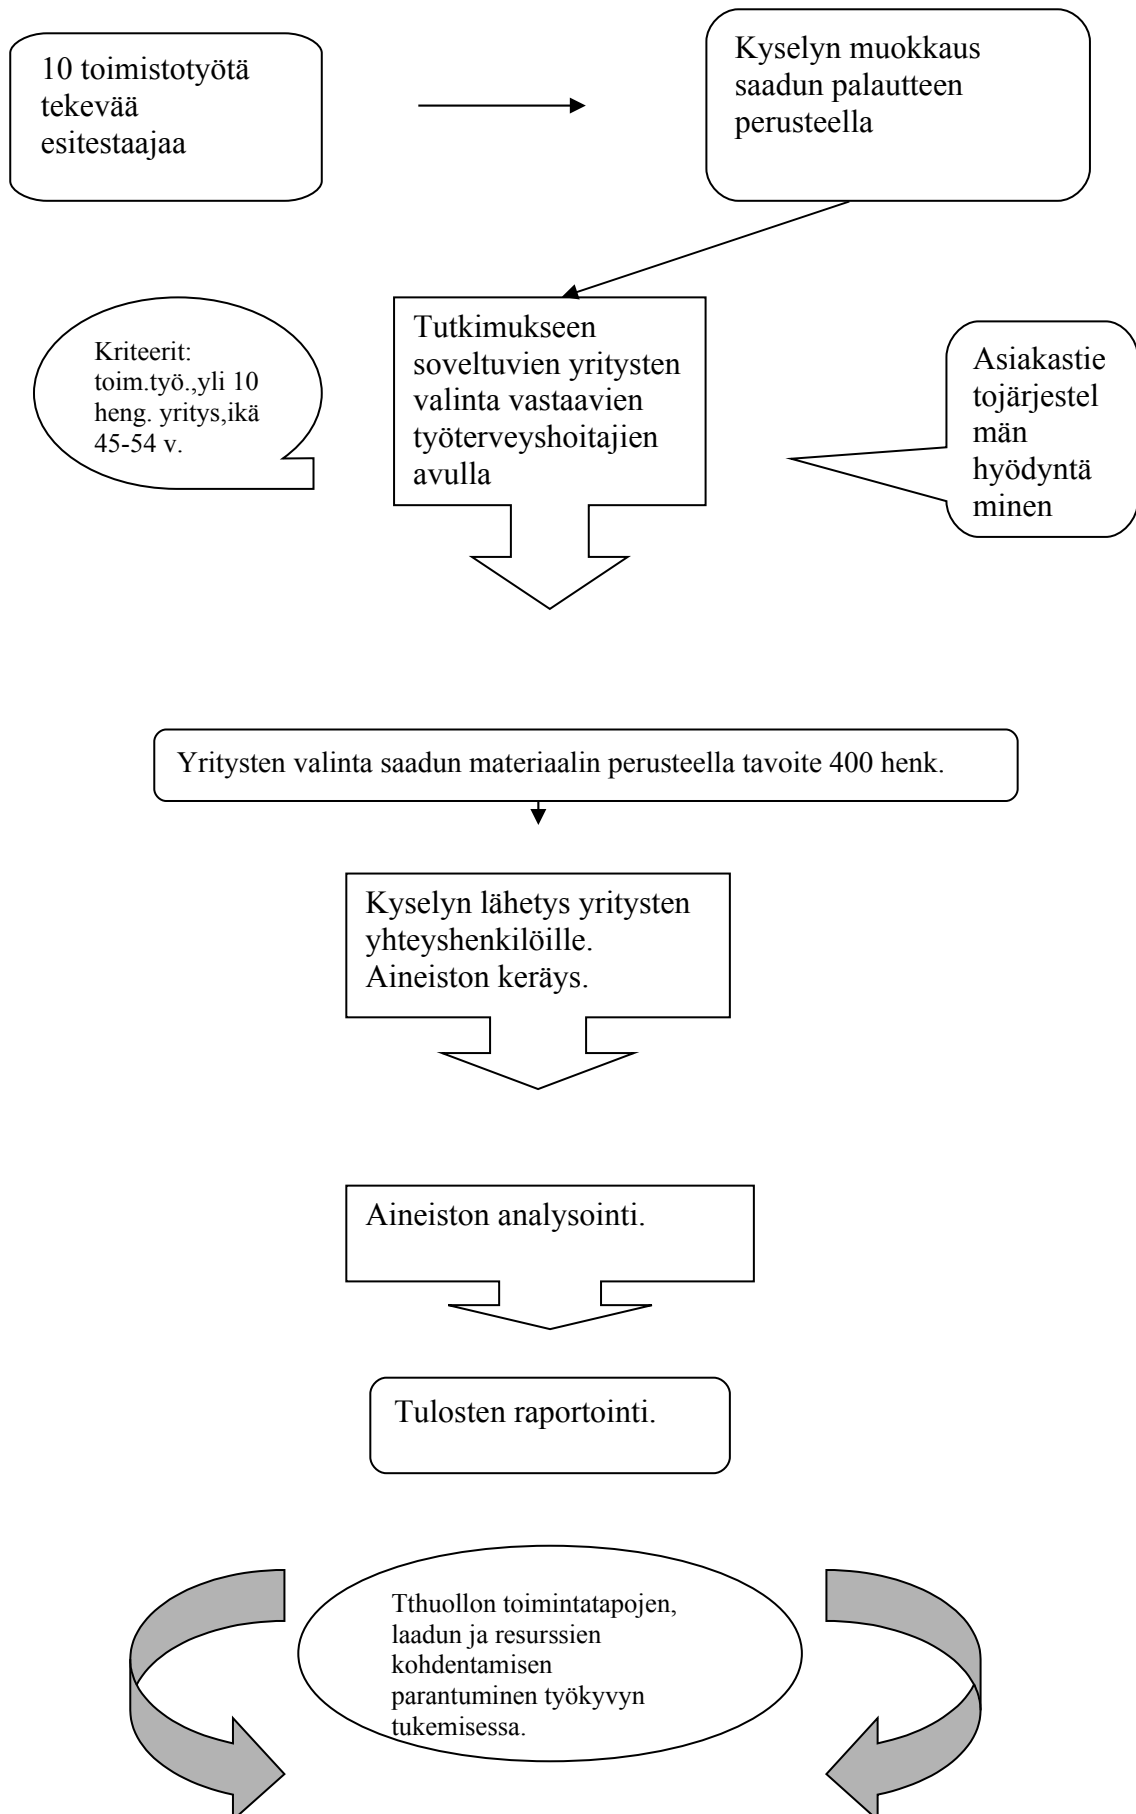 10 toimistotyötä
tekevää
esitestaajaa
Kyselyn muokkaus
saadun palautteen
perusteella
Kriteerit:
toim.työ.,yli 10
heng. yritys,ikä
45-54 v.
Tutkimukseen
soveltuvien yritysten
valinta vastaavien
työterveyshoitajien
avulla
Asiakastie
tojärjestel
män
hyödyntä
minen
Yritysten valinta saadun materiaalin perusteella tavoite 400 henk.
Kyselyn lähetys yritysten
yhteyshenkilöille.
Aineiston keräys.
Aineiston analysointi.
Tulosten raportointi.
Tthuollon toimintatapojen,
laadun ja resurssien
kohdentamisen
parantuminen työkyvyn
tukemisessa.